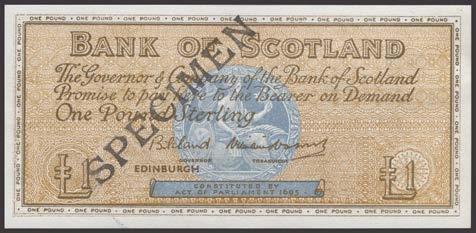 ONE POUND · ONE POUND · ONE POUND · ONE POUND · ONE POUND · ONE POUND · ONE POUND
BANK OF SCOTLAND
The Governor & Company of the Bank of Scotland
Promise to pay here to the Bearer on Demand
One Pound Sterling
SPECIMEN
GOVERNOR
TREASURER
EDINBURGH
£1
£1
CONSTITUTED BY
ACT OF PARLIAMENT 1695